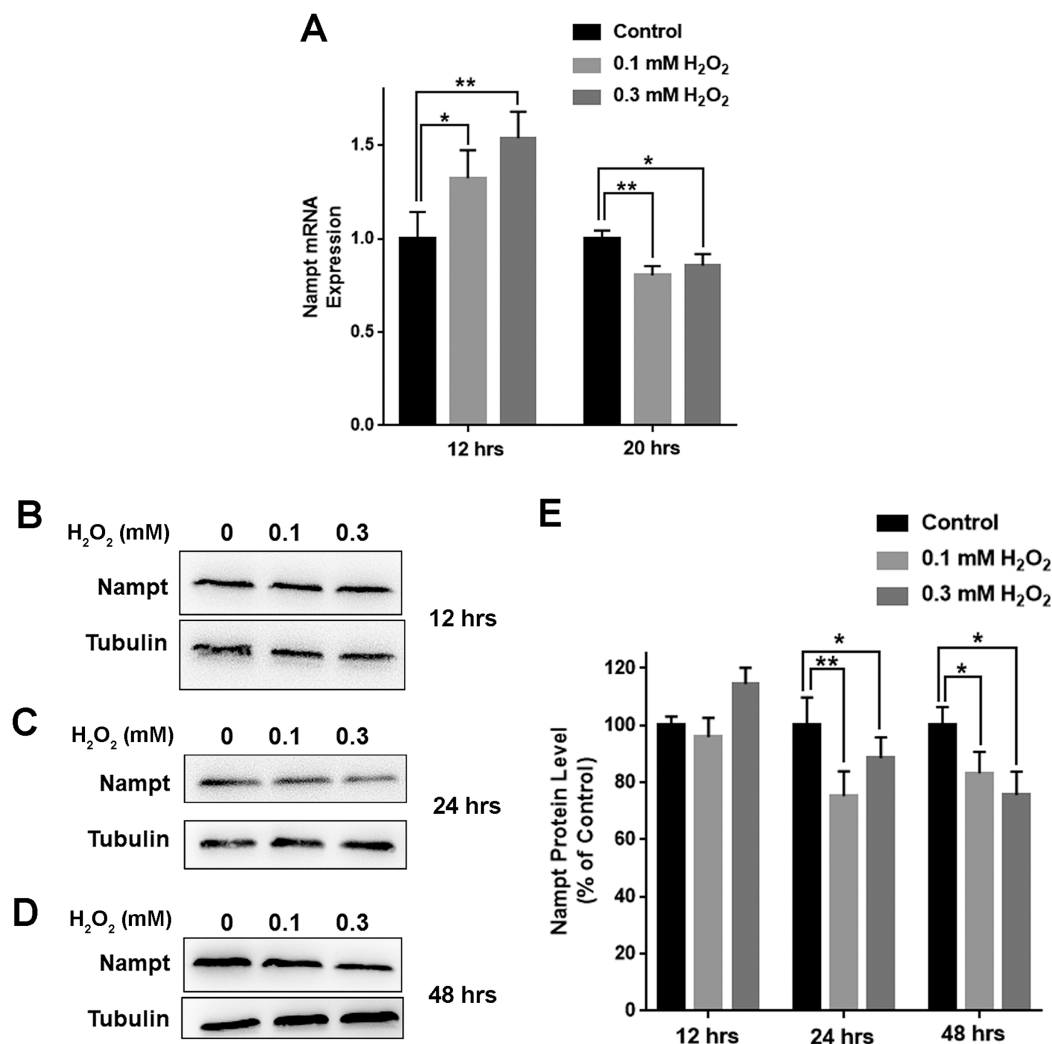 A
Control
0.1 mM H₂O₂
0.3 mM H₂O₂
**
*
*
**
1.5
1.0
0.5
0.0
Nampt mRNA
Expression
12 hrs
20 hrs
B
H₂O₂ (mM)
0 0.1 0.3
Nampt
Tubulin
12 hrs
C
H₂O₂ (mM)
0 0.1 0.3
Nampt
Tubulin
24 hrs
D
H₂O₂ (mM)
0 0.1 0.3
Nampt
Tubulin
48 hrs
E
Control
0.1 mM H₂O₂
0.3 mM H₂O₂
*
**
*
*
120
100
80
60
40
20
0
Nampt Protein Level
(% of Control)
12 hrs
24 hrs
48 hrs